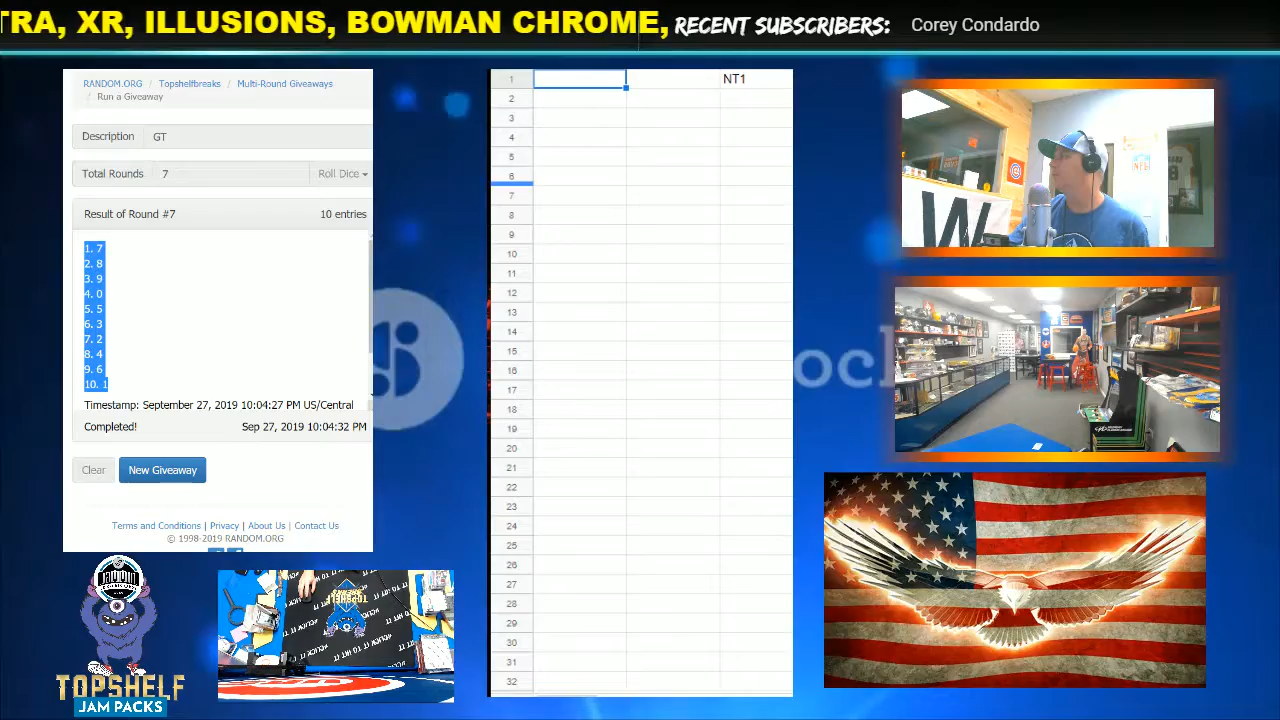 TRA, XR, ILLUSIONS, BOWMAN CHROME,
RECENT SUBSCRIBERS: Corey Condardo
RANDOM.ORG / Topshelfbreaks / Multi-Round Giveaways
/ Run a Giveaway
Description GT
Total Rounds 7 Roll Dice
Result of Round #7 10 entries
1. 7
2. 8
3. 9
4. 0
5. 5
6. 3
7. 2
8. 4
9. 6
10. 1
Timestamp: September 27, 2019 10:04:27 PM US/Central
Completed! Sep 27, 2019 10:04:32 PM
Clear New Giveaway
Terms and Conditions | Privacy | About Us | Contact Us
© 1998-2019 RANDOM.ORG
1 NT1
2
3
4
5
6
7
8
9
10
11
12
13
14
15
16
17
18
19
20
21
22
23
24
25
26
27
28
29
30
31
32
W
TOPSHELF
JAM PACKS